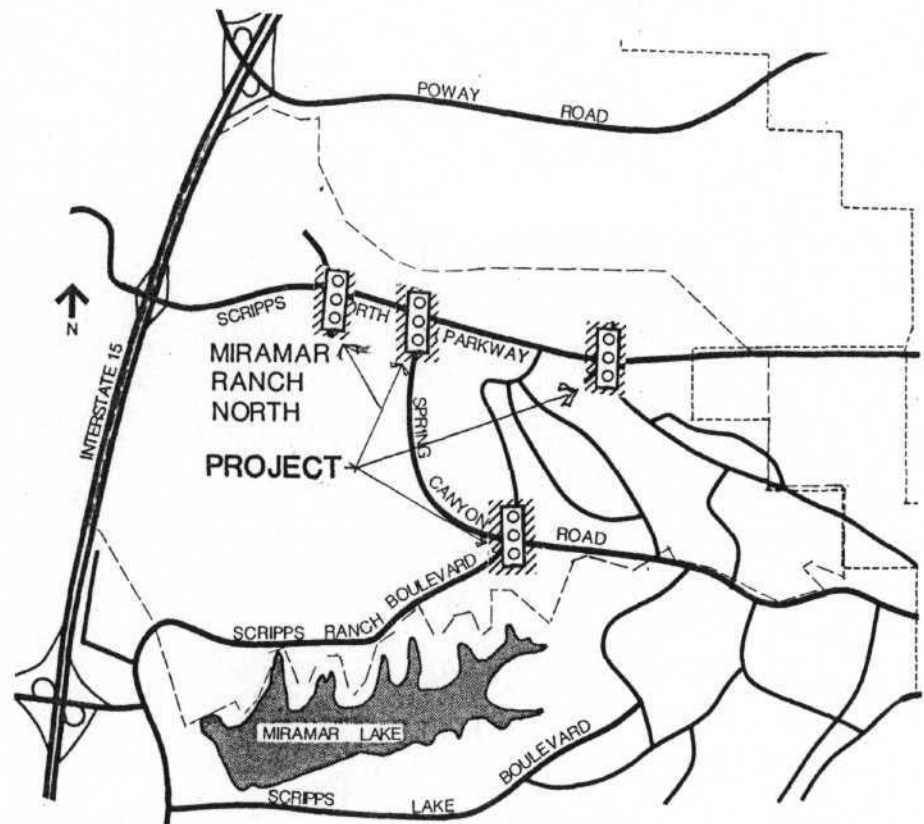 POWAY ROAD
N
INTERSTATE 15
SCRIPPS ORTH PARKWAY
MIRAMAR
RANCH
NORTH
PROJECT
SPRING CANYON ROAD
SCRIPPS RANCH BOULEVARD
MIRAMAR LAKE
SCRIPPS LAKE BOULEVARD